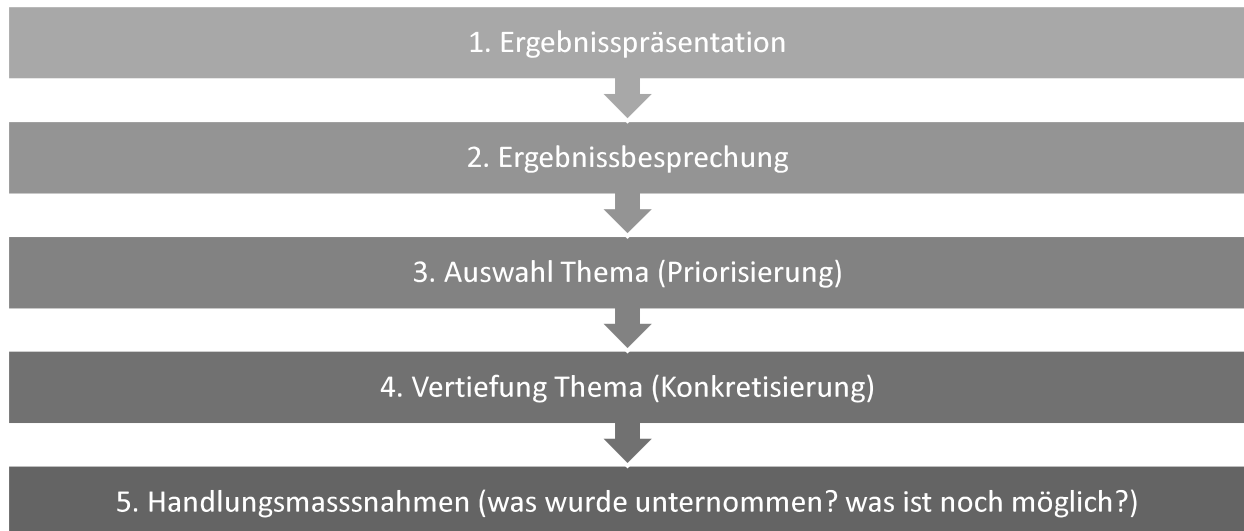 1. Ergebnisspräsentation
2. Ergebnissbesprechung
3. Auswahl Thema (Priorisierung)
4. Vertiefung Thema (Konkretisierung)
5. Handlungsmasssnahmen (was wurde unternommen? was ist noch möglich?)